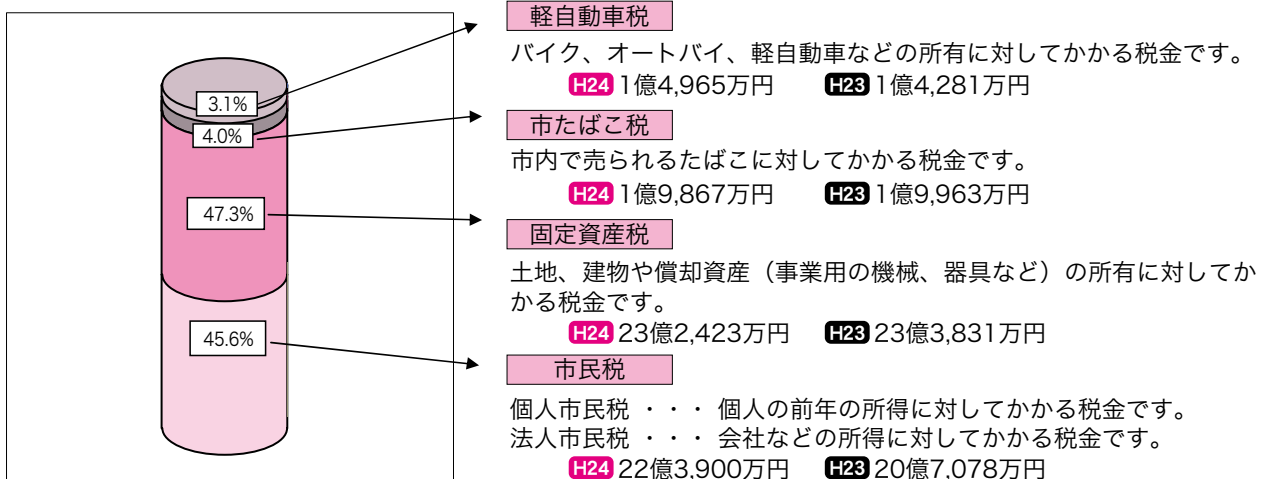 軽自動車税
バイク、オートバイ、軽自動車などの所有に対してかかる税金です。
H24 1億4,965万円 H23 1億4,281万円
3.1%
市たばこ税
4.0%
市内で売られるたばこに対してかかる税金です。
H24 1億9,867万円 H23 1億9,963万円
47.3%
固定資産税
土地、建物や償却資産（事業用の機械、器具など）の所有に対してか
かる税金です。
H24 23億2,423万円 H23 23億3,831万円
45.6%
市民税
個人市民税 ・・・ 個人の前年の所得に対してかかる税金です。
法人市民税 ・・・ 会社などの所得に対してかかる税金です。
H24 22億3,900万円 H23 20億7,078万円